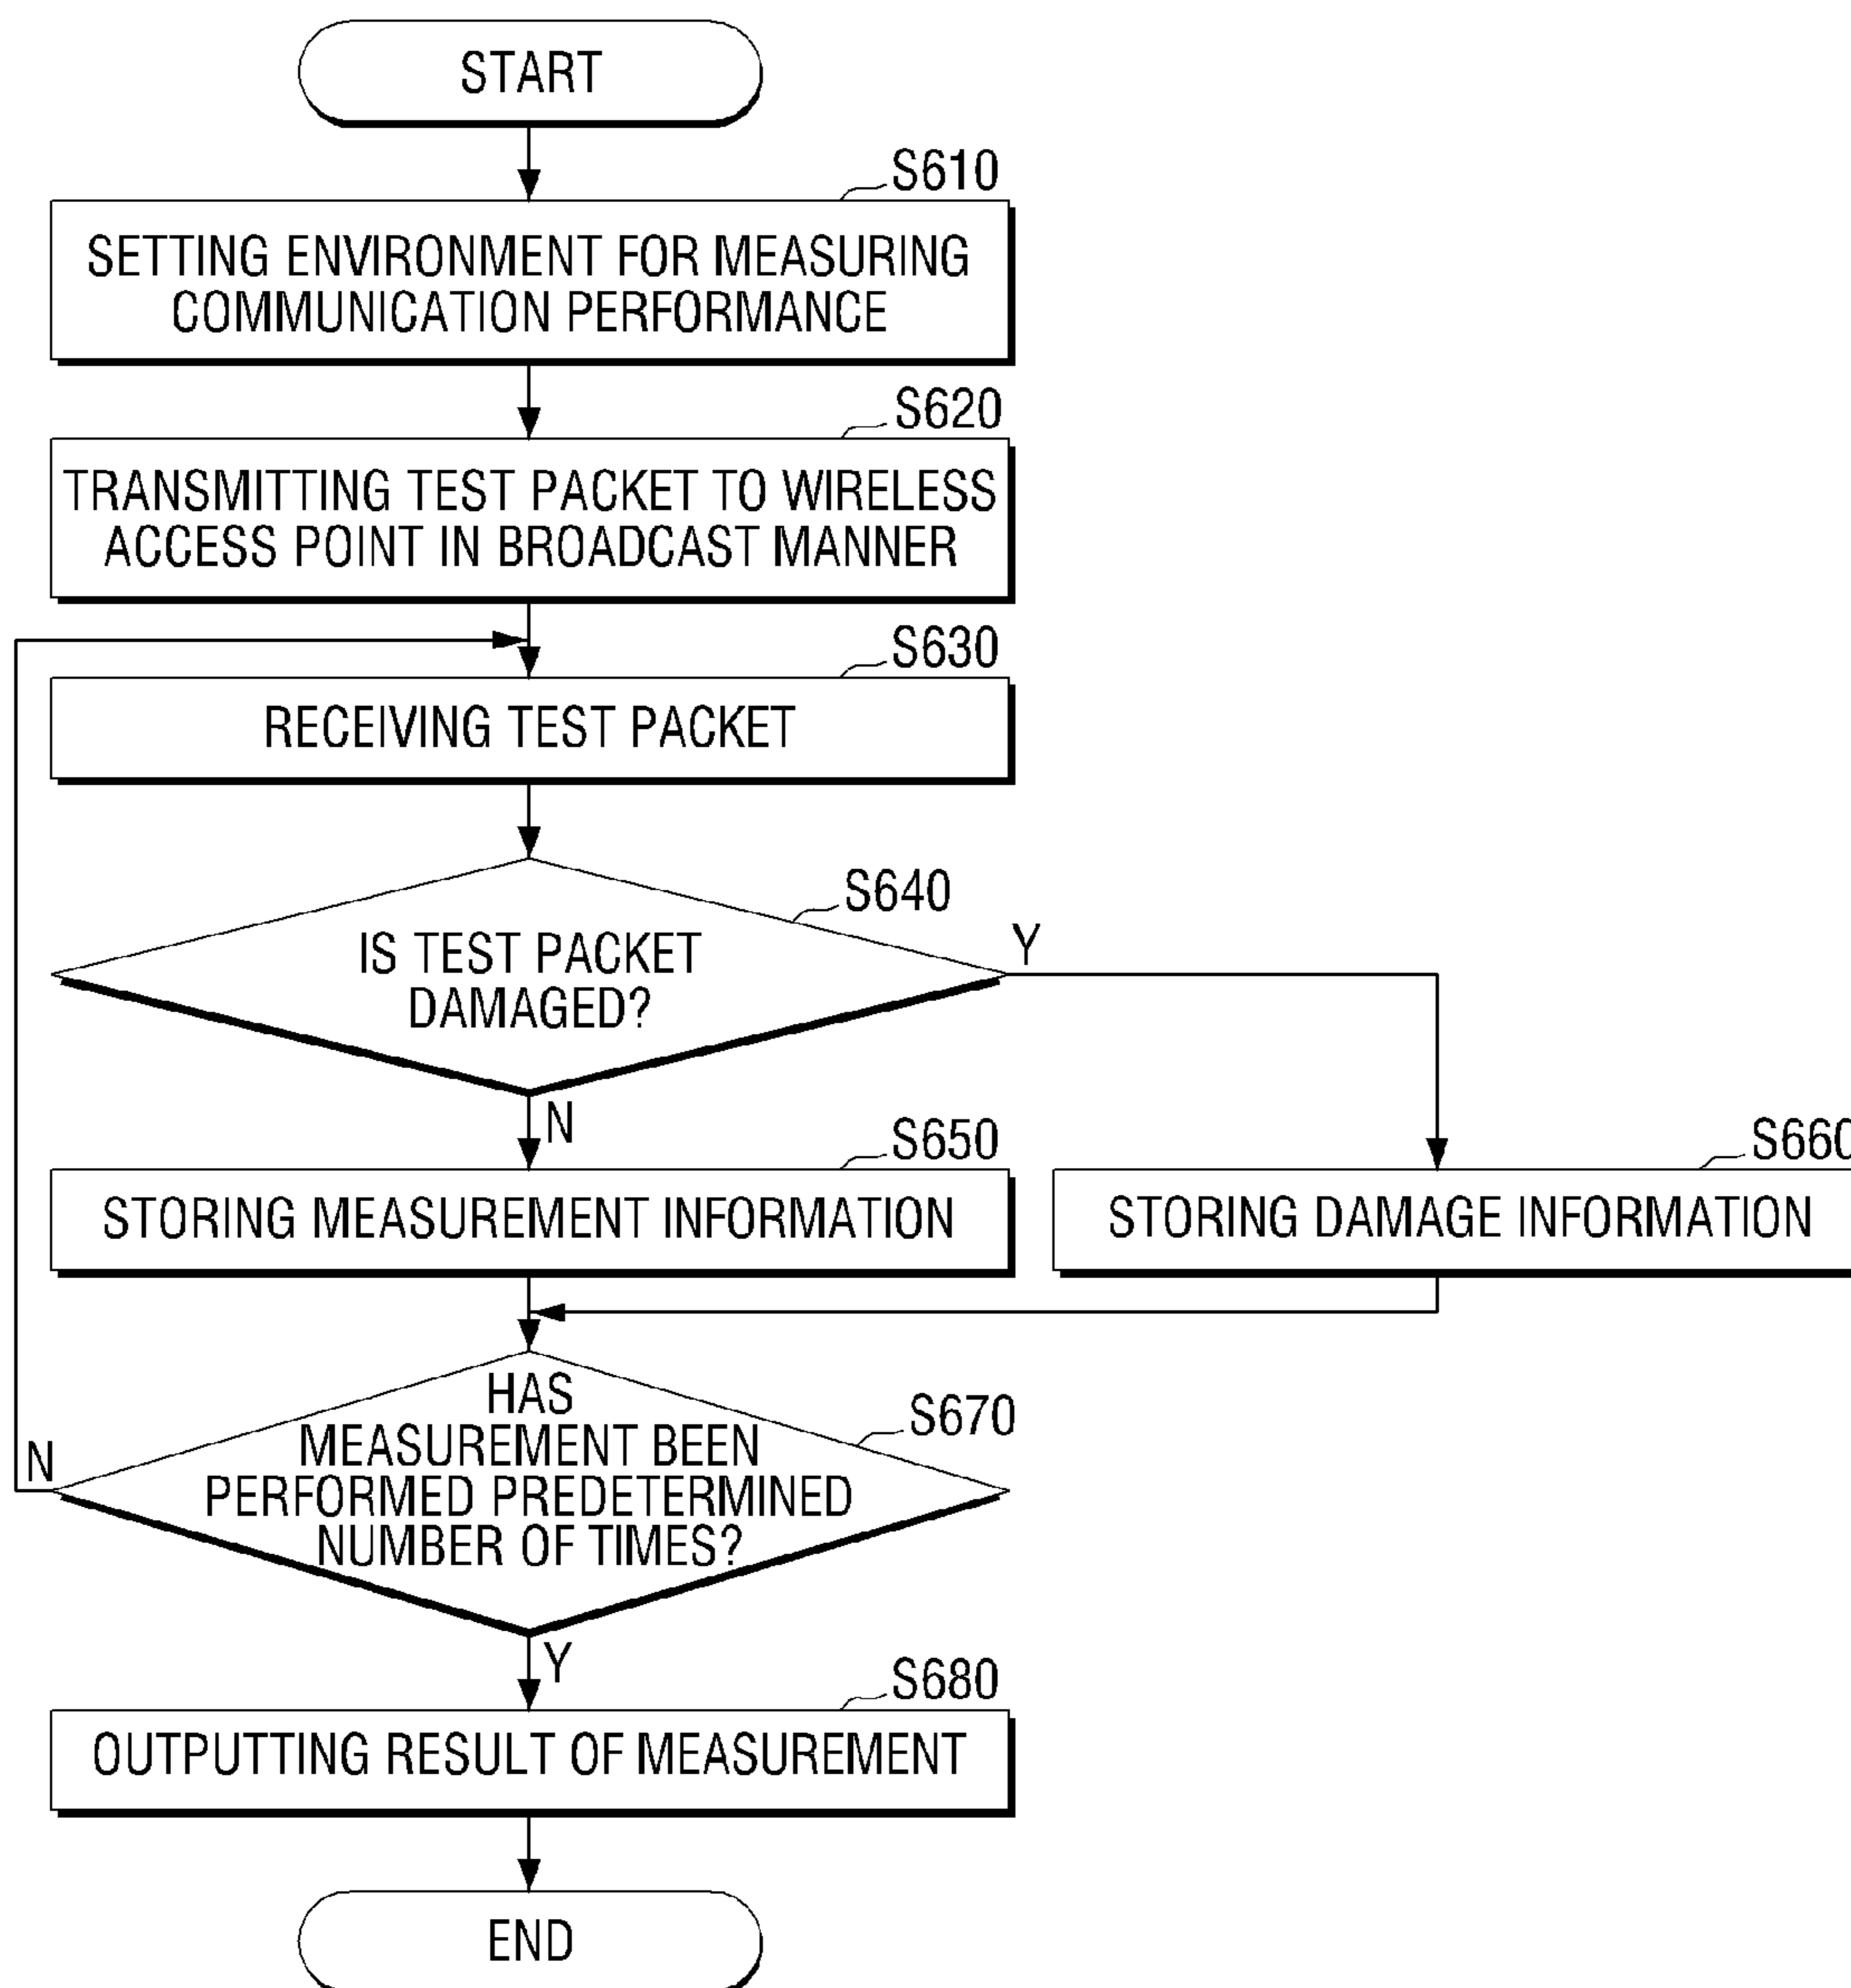 START
S610
SETTING ENVIRONMENT FOR MEASURING
COMMUNICATION PERFORMANCE
S620
TRANSMITTING TEST PACKET TO WIRELESS
ACCESS POINT IN BROADCAST MANNER
S630
RECEIVING TEST PACKET
S640
IS TEST PACKET
DAMAGED?
Y
N
S650
STORING MEASUREMENT INFORMATION
S660
STORING DAMAGE INFORMATION
S670
HAS
MEASUREMENT BEEN
PERFORMED PREDETERMINED
NUMBER OF TIMES?
N
Y
S680
OUTPUTTING RESULT OF MEASUREMENT
END